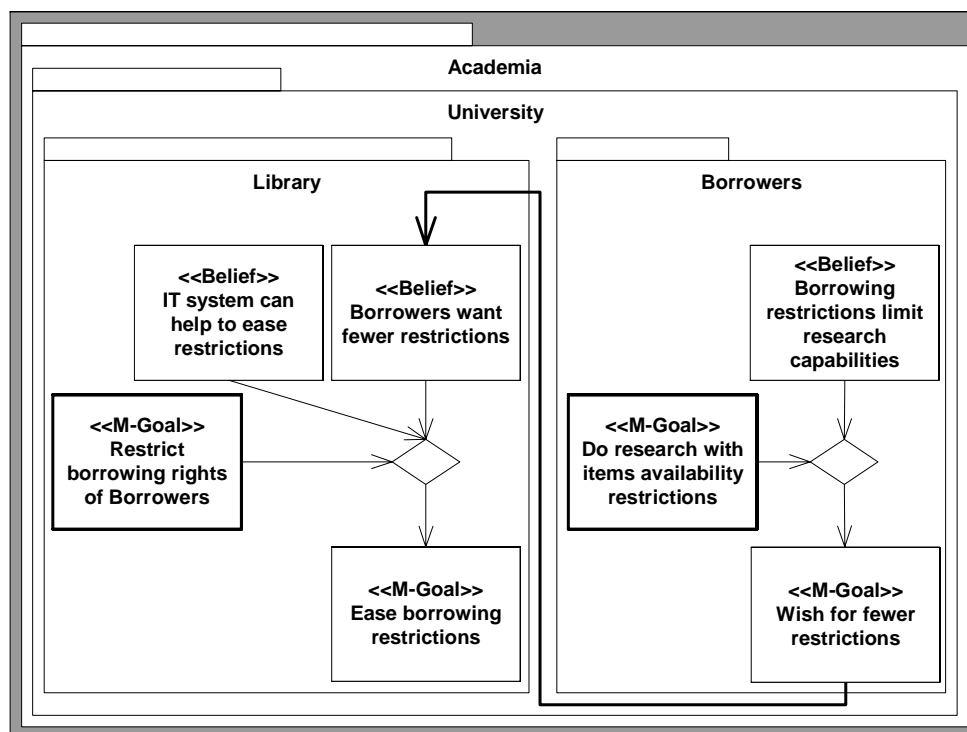 Academia
University
Library
Borrowers
<<Belief>>
IT system can
help to ease
restrictions
<<Belief>>
Borrowers want
fewer restrictions
<<M-Goal>>
Restrict
borrowing rights
of Borrowers
<<M-Goal>>
Ease borrowing
restrictions
<<Belief>>
Borrowing
restrictions limit
research
capabilities
<<M-Goal>>
Do research with
items availability
restrictions
<<M-Goal>>
Wish for fewer
restrictions